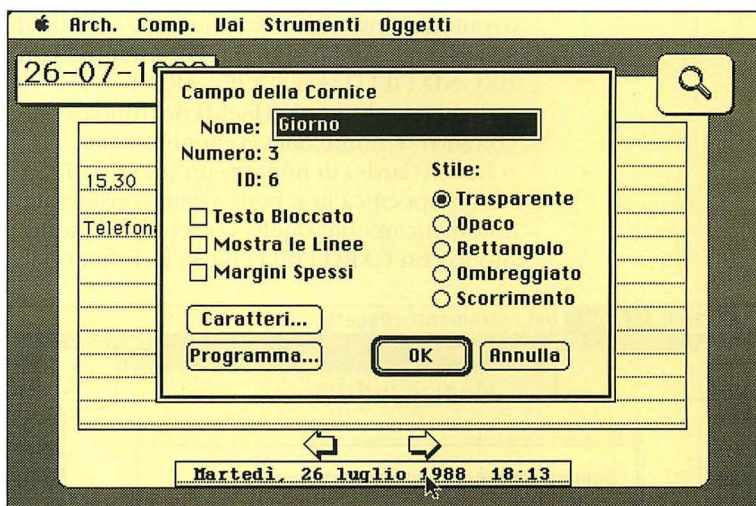 Arch. Comp. Vai Strumenti Oggetti
26-07-1988
Campo della Cornice
Nome: Giorno
Numero: 3
ID: 6
Stile:
Trasparente
Opaco
Rettangolo
Ombreggiato
Scorrimento
Testo Bloccato
Mostra le Linee
Margini Spessi
Caratteri...
Programma...
OK
Annulla
15,30
Martedì, 26 luglio 1988 18:13